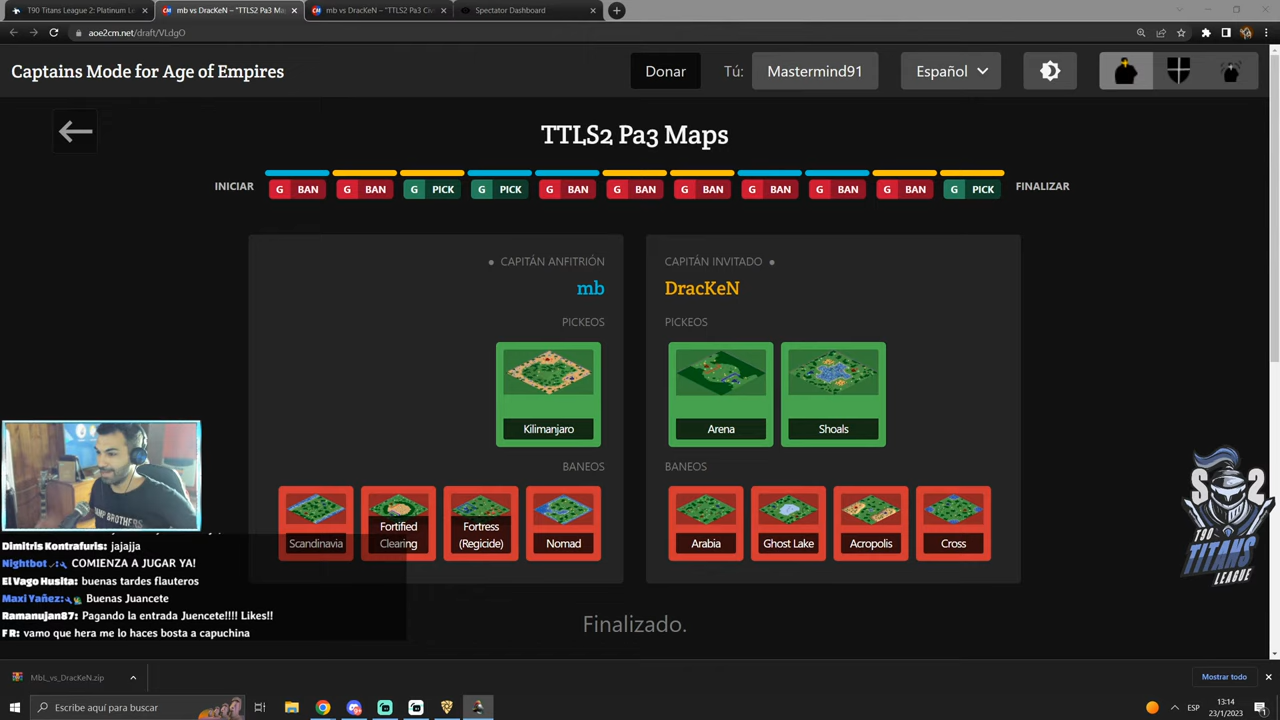 T90 Titans League 2: Platinum L
mb vs DracKeN – "TTLS2 Pa3 Ma
mb vs DracKeN – "TTLS2 Pa3 Civ
Spectator Dashboard
aoe2cm.net/draft/VLdgO
Captains Mode for Age of Empires
Donar
Tú:
Mastermind91
Español
TTLS2 Pa3 Maps
INICIAR
G BAN
G BAN
G PICK
G PICK
G BAN
G BAN
G BAN
G BAN
G BAN
G BAN
G PICK
FINALIZAR
CAPITÁN ANFITRIÓN
mb
PICKEOS
Kilimanjaro
BANEOS
Scandinavia
Fortified
Clearing
Fortress
(Regicide)
Nomad
CAPITÁN INVITADO
DracKeN
PICKEOS
Arena
Shoals
BANEOS
Arabia
Ghost Lake
Acropolis
Cross
Finalizado.
S 2
T90
TITANS
LEAGUE
Dimitris Kontrafuris: jajajja
Nightbot: COMIENZA A JUGAR YA!
El Vago Husita: buenas tardes flauteros
Maxi Yañez: Buenas Juancete
Ramanujan87: Pagando la entrada Juencete!!!! Likes!!
F R: vamo que hera me lo haces bosta a capuchina
MbL_vs_DracKeN.zip
Mostrar todo
Escribe aquí para buscar
ESP
13:14
23/1/2023
1